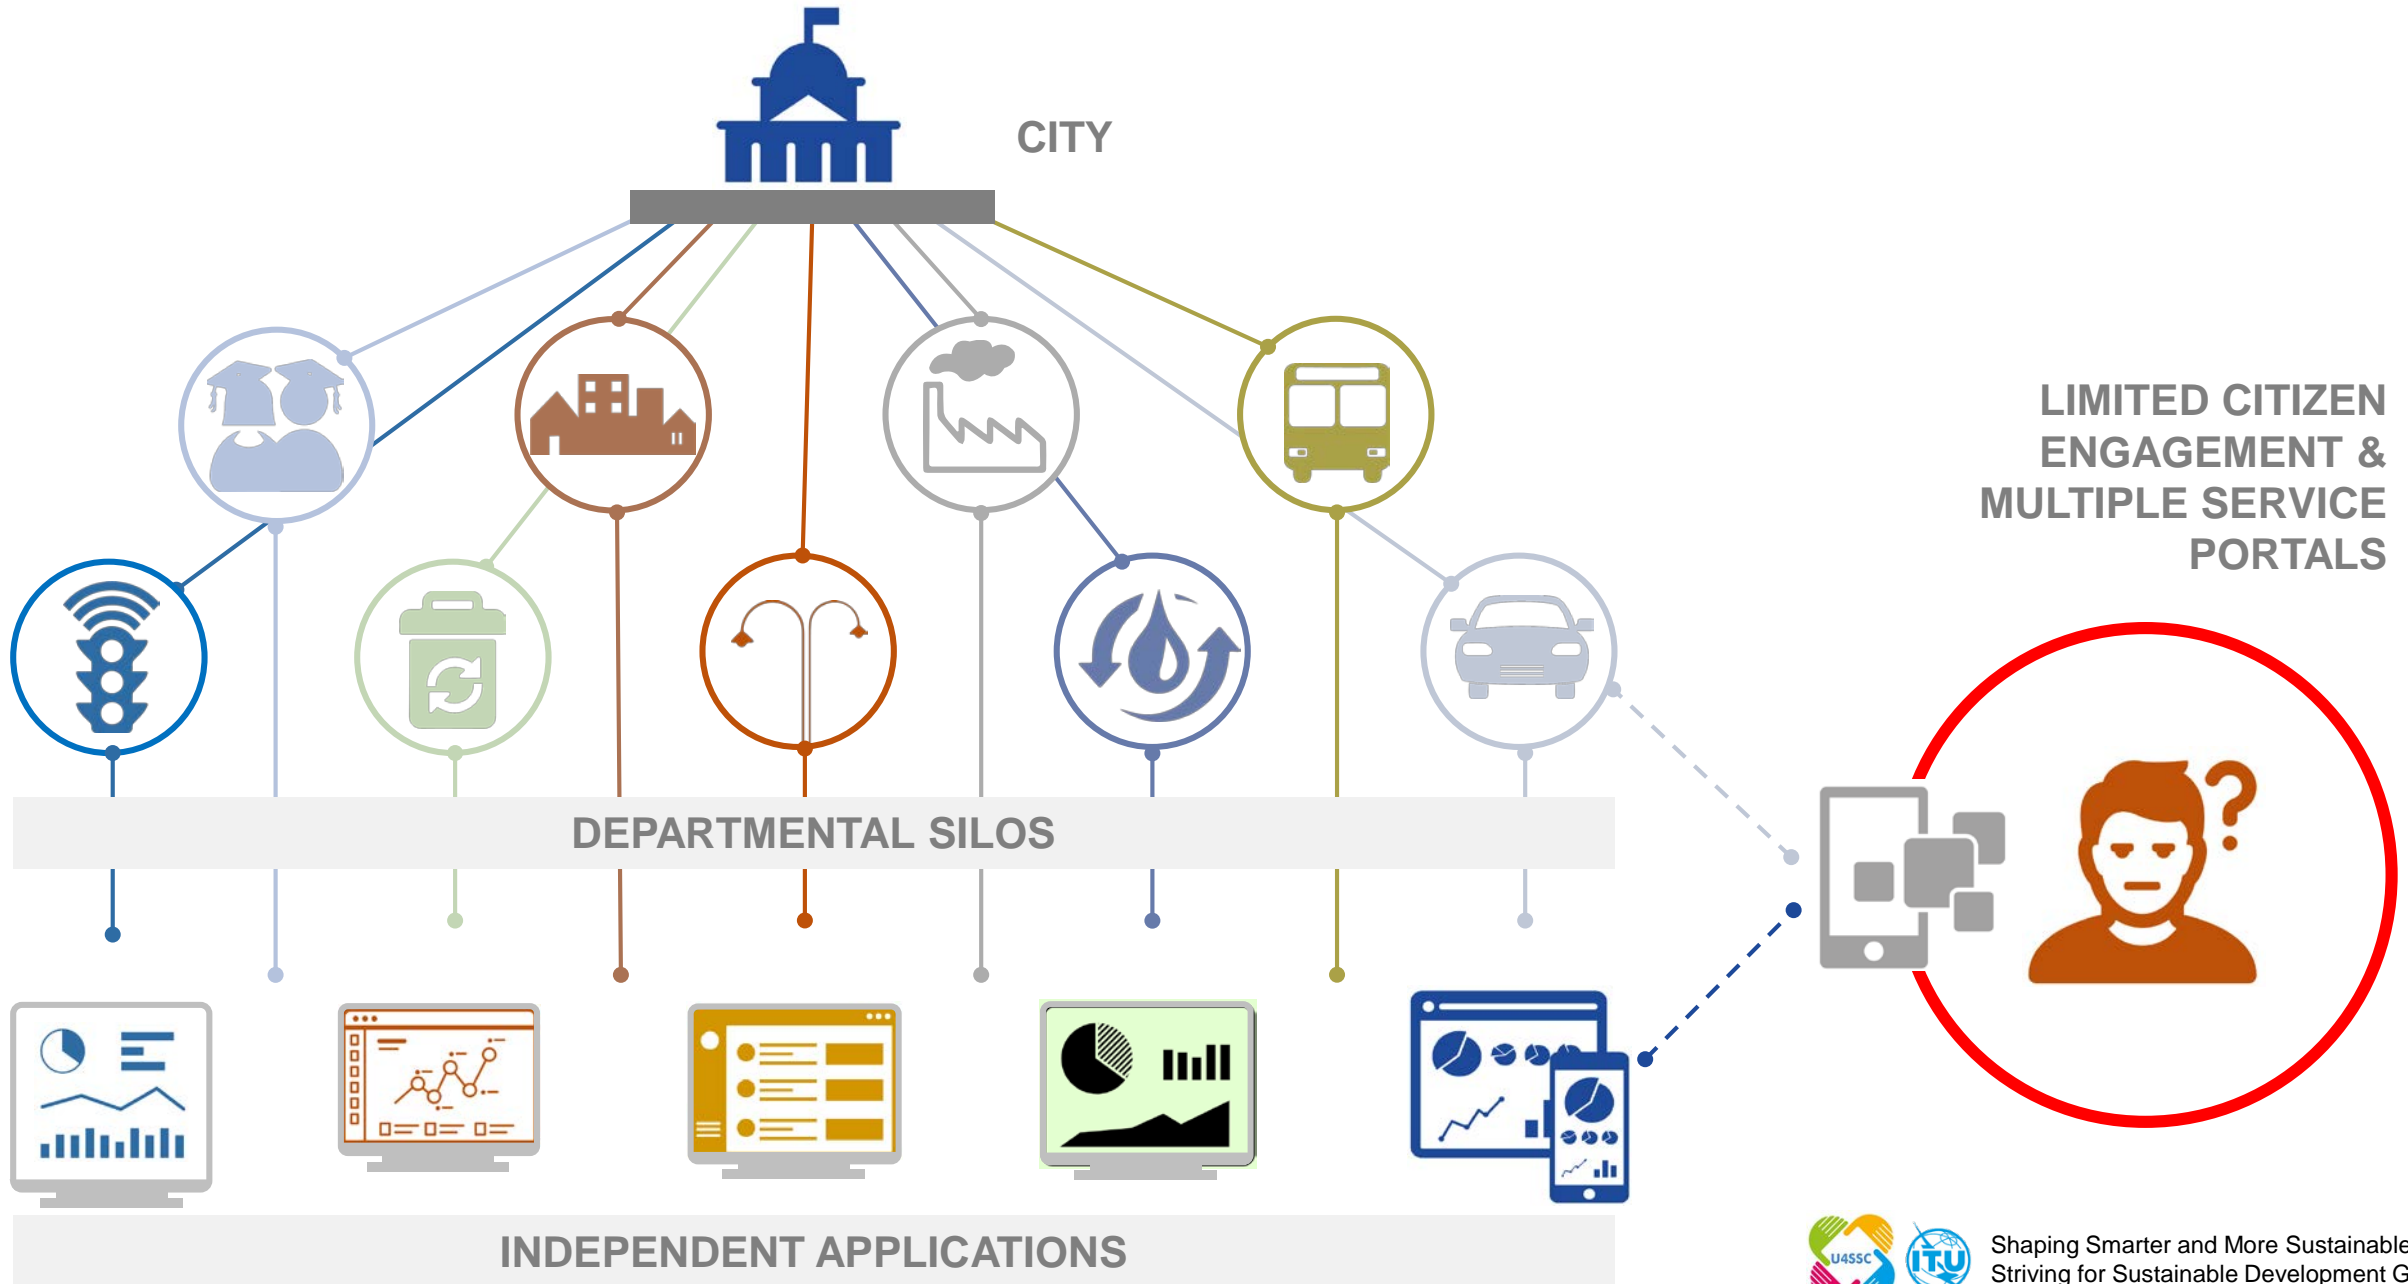 CITY
LIMITED CITIZEN
ENGAGEMENT &
MULTIPLE SERVICE
PORTALS
DEPARTMENTAL SILOS
INDEPENDENT APPLICATIONS
U4SSC
ITU
Shaping Smarter and More Sustainable
Striving for Sustainable Development G